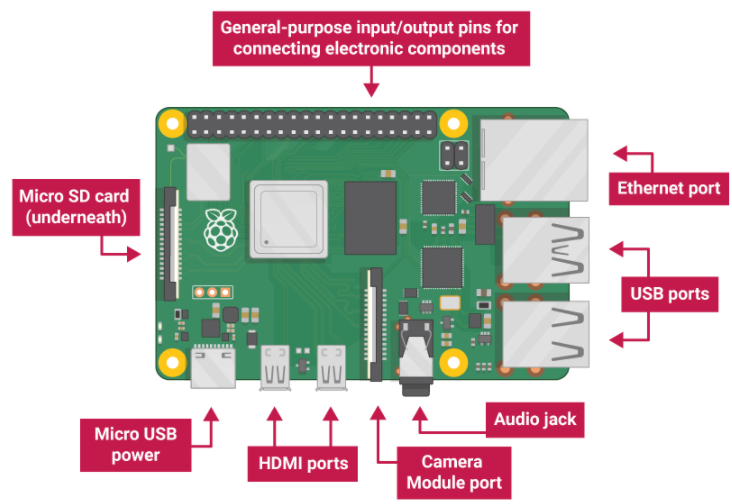 General-purpose input/output pins for
connecting electronic components
Micro SD card
(underneath)
Ethernet port
USB ports
Micro USB
power
HDMI ports
Camera
Module port
Audio jack